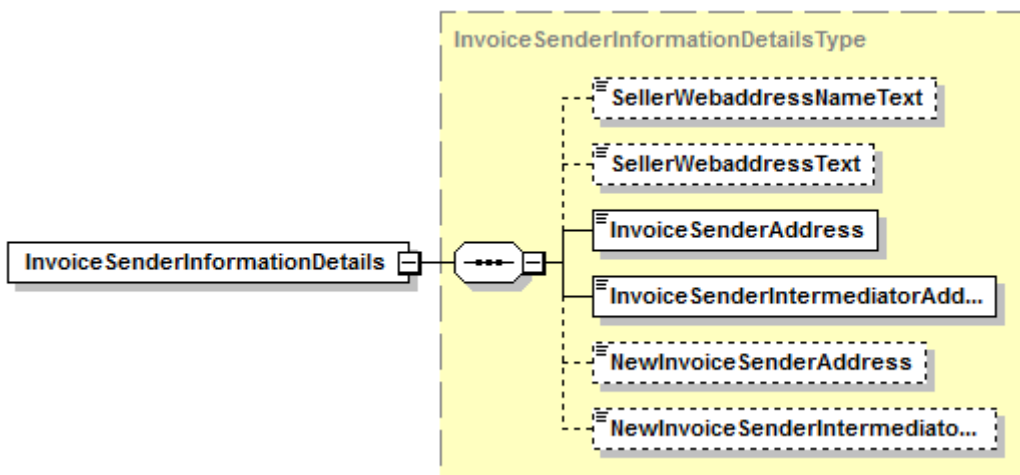 InvoiceSenderInformationDetailsType
SellerWebaddressNameText
SellerWebaddressText
InvoiceSenderAddress
InvoiceSenderInformationDetails
InvoiceSenderIntermediatorAdd...
NewInvoiceSenderAddress
NewInvoiceSenderIntermediato...